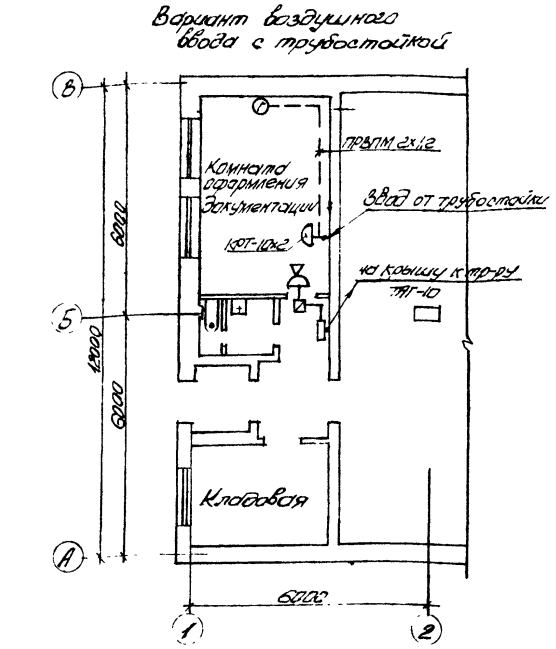 Вариант воздушного
ввода с трубостойкой
В
ПРВПМ 2х1,2
Комната
оформления
документации
Ввод от трубостойки
КРТ-10х2
на крышу к тр-ру
ТАГ-10
6000
Б
12000
6000
Кладовая
А
6000
1
2